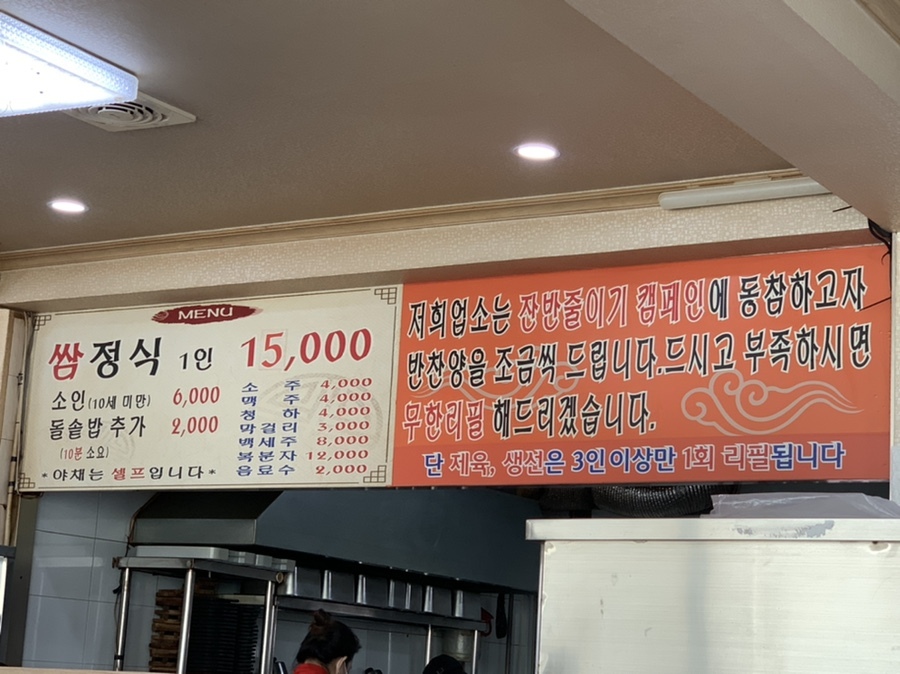 MENU
쌈정식 1인 15,000
소인(10세 미만) 6,000
돌솥밥 추가 2,000
(10분 소요)
*야채는 셀프입니다*
소주 4,000
맥주 4,000
청하 4,000
막걸리 3,000
백세주 8,000
복분자 12,000
음료수 2,000
저희업소는 잔반줄이기 캠페인에 동참하고자
반찬양을 조금씩 드립니다.드시고 부족하시면
무한리필 해드리겠습니다.
단 제육, 생선은 3인이상만 1회 리필됩니다